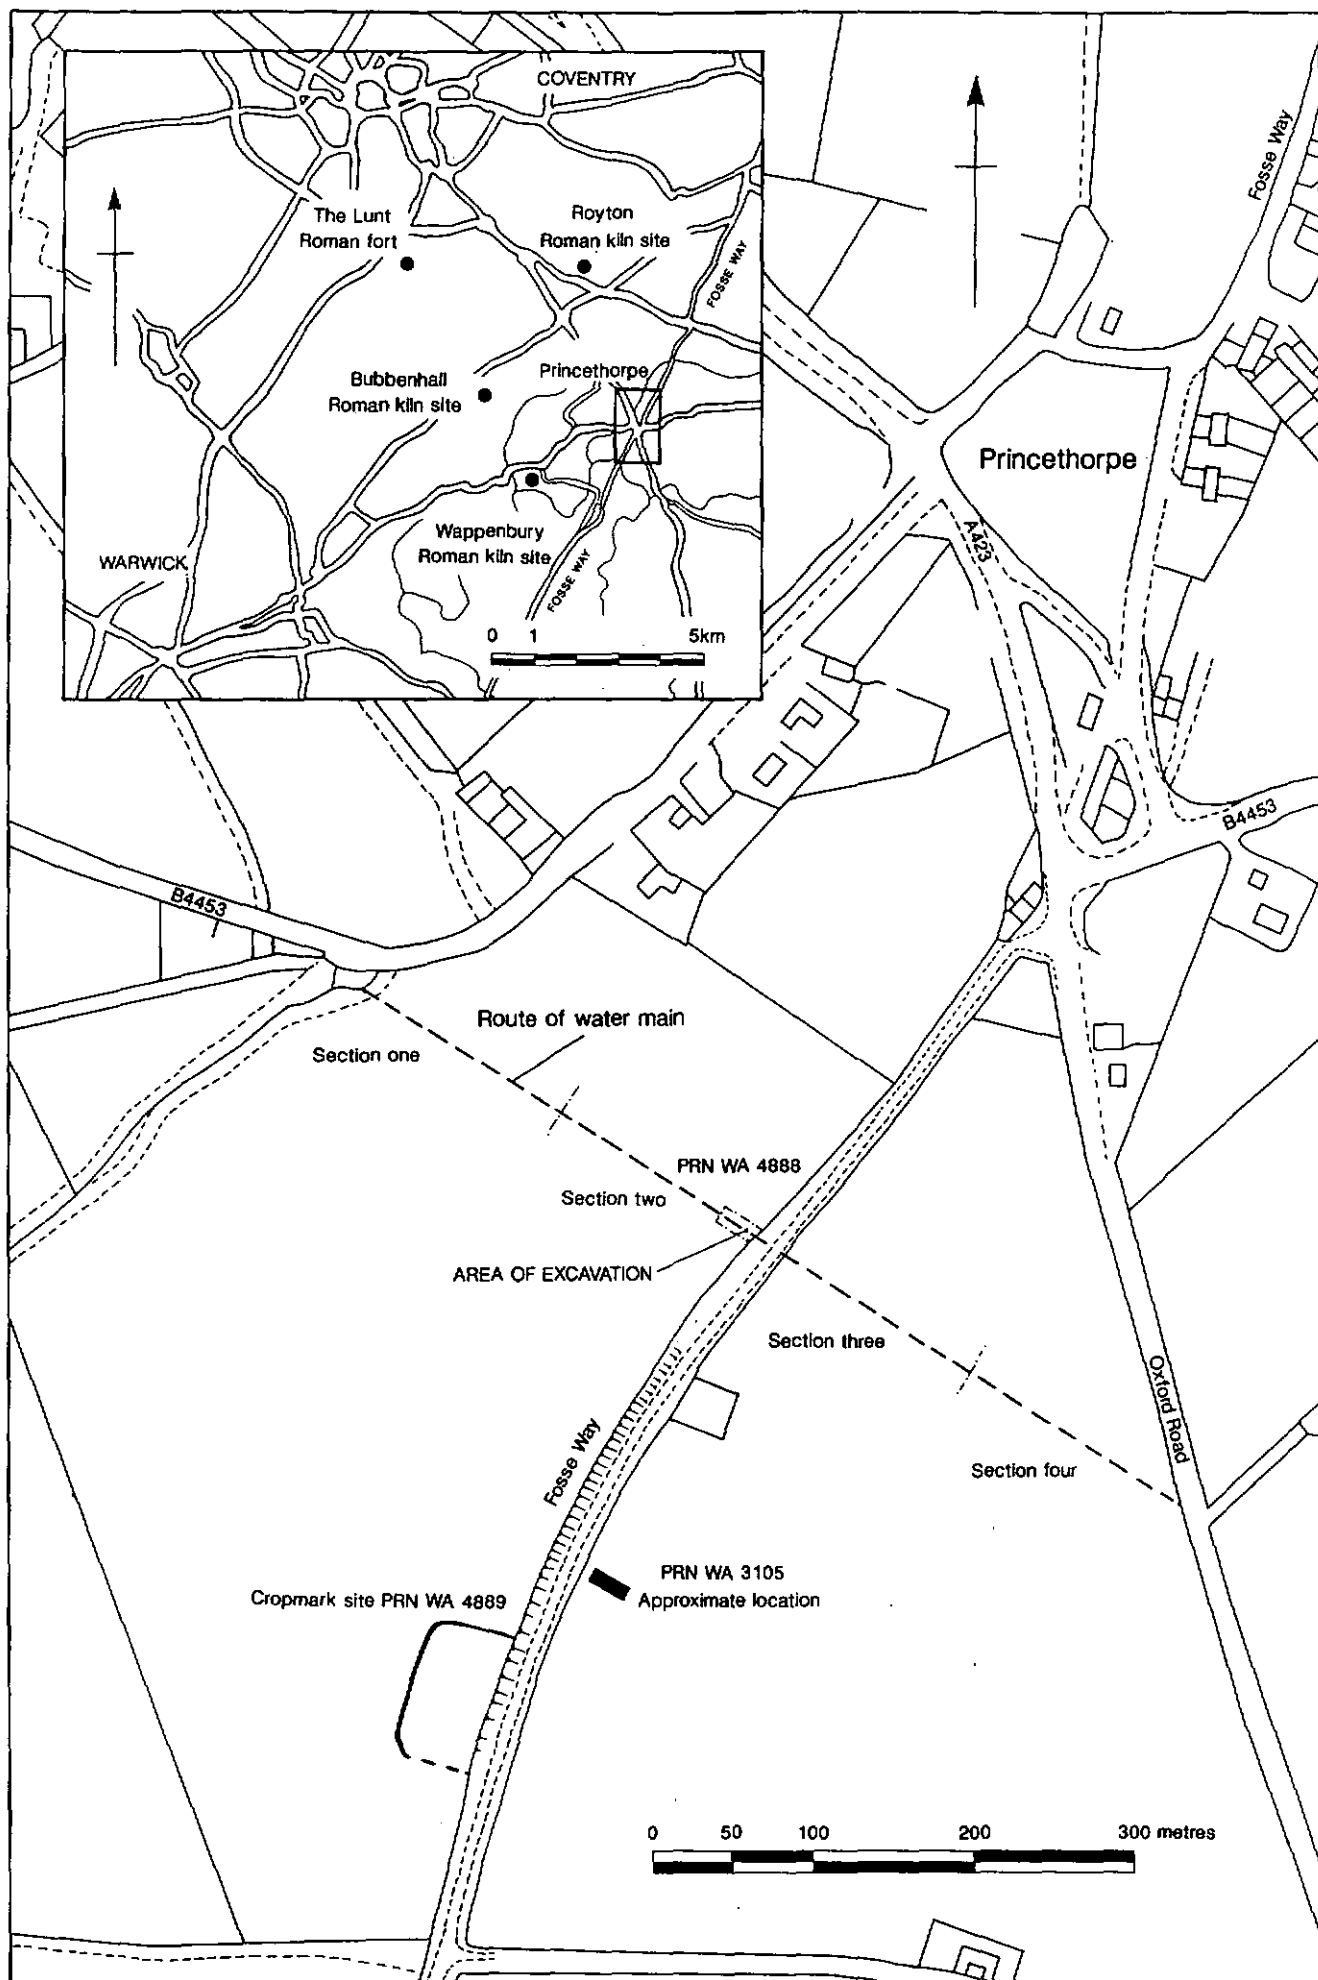 COVENTRY
The Lunt
Roman fort
Royton
Roman kiln site
FOSSE WAY
Princethorpe
Bubbenhall
Roman kiln site
Wappenbury
Roman kiln site
WARWICK
FOSSE WAY
0 1 5km
Fosse Way
Princethorpe
A423
B4453
B4453
Route of water main
Section one
PRN WA 4888
Section two
AREA OF EXCAVATION
Section three
Oxford Road
Fosse Way
Section four
PRN WA 3105
Approximate location
Cropmark site PRN WA 4889
0 50 100 200 300 metres